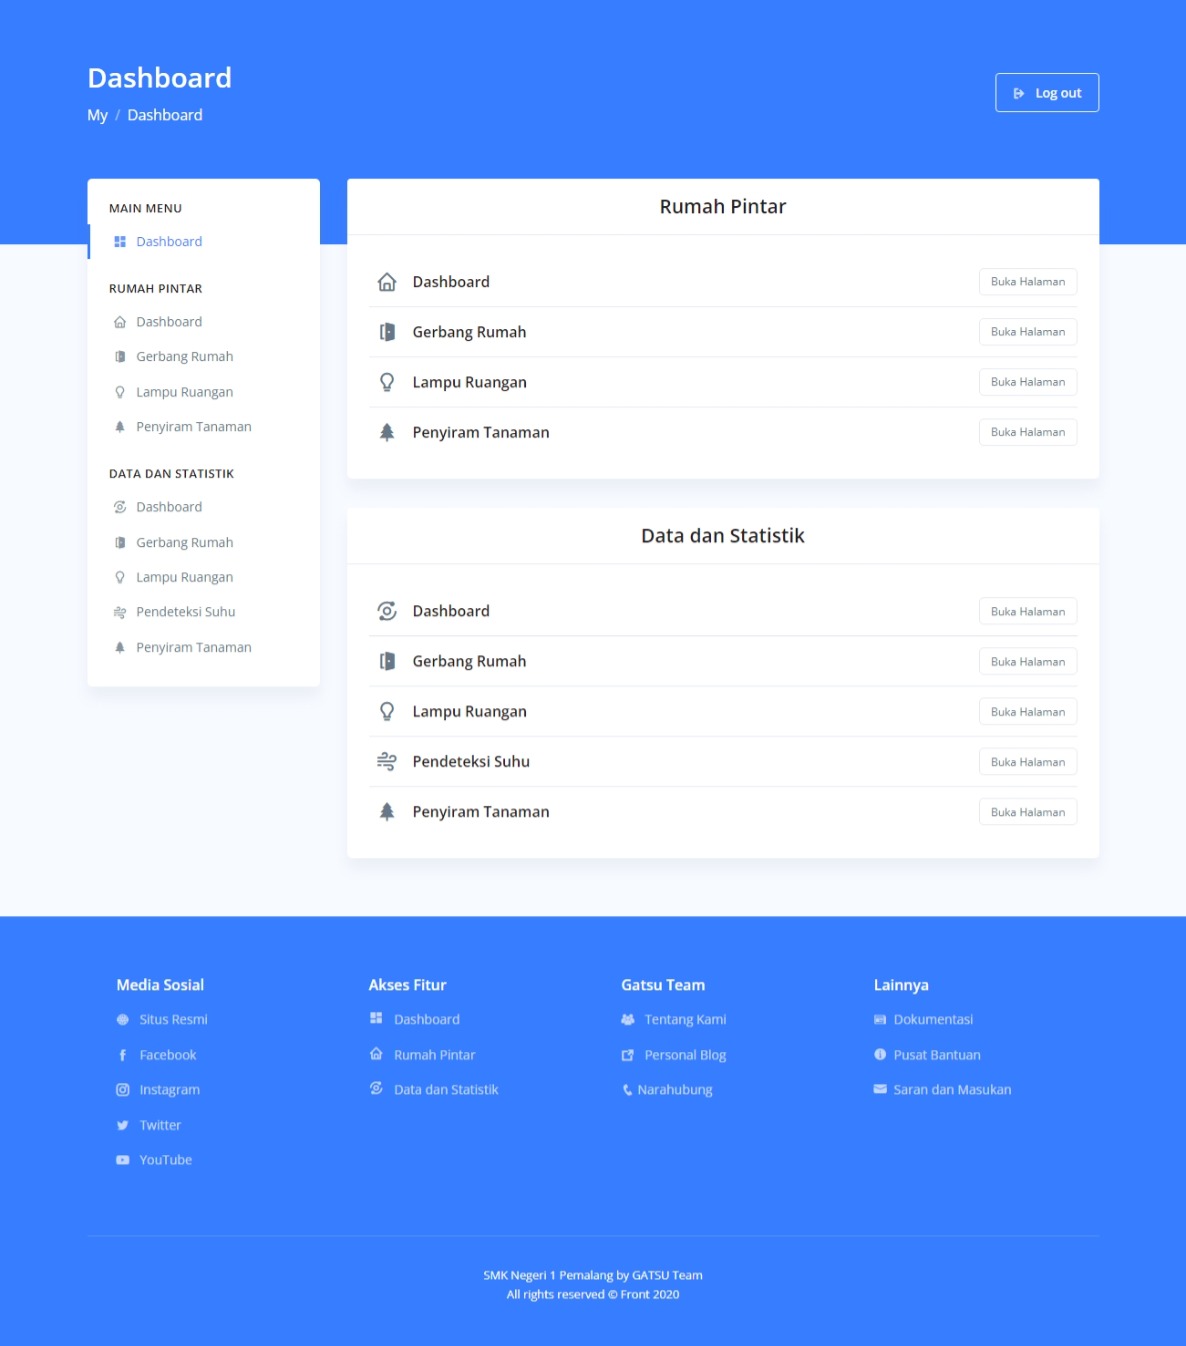 Dashboard
My / Dashboard
Log out
MAIN MENU
Dashboard
RUMAH PINTAR
Dashboard
Gerbang Rumah
Lampu Ruangan
Penyiram Tanaman
DATA DAN STATISTIK
Dashboard
Gerbang Rumah
Lampu Ruangan
Pendeteksi Suhu
Penyiram Tanaman
Rumah Pintar
Dashboard Buka Halaman
Gerbang Rumah Buka Halaman
Lampu Ruangan Buka Halaman
Penyiram Tanaman Buka Halaman
Data dan Statistik
Dashboard Buka Halaman
Gerbang Rumah Buka Halaman
Lampu Ruangan Buka Halaman
Pendeteksi Suhu Buka Halaman
Penyiram Tanaman Buka Halaman
Media Sosial
Situs Resmi
Facebook
Instagram
Twitter
YouTube
Akses Fitur
Dashboard
Rumah Pintar
Data dan Statistik
Gatsu Team
Tentang Kami
Personal Blog
Narahubung
Lainnya
Dokumentasi
Pusat Bantuan
Saran dan Masukan
SMK Negeri 1 Pemalang by GATSU Team
All rights reserved © Front 2020